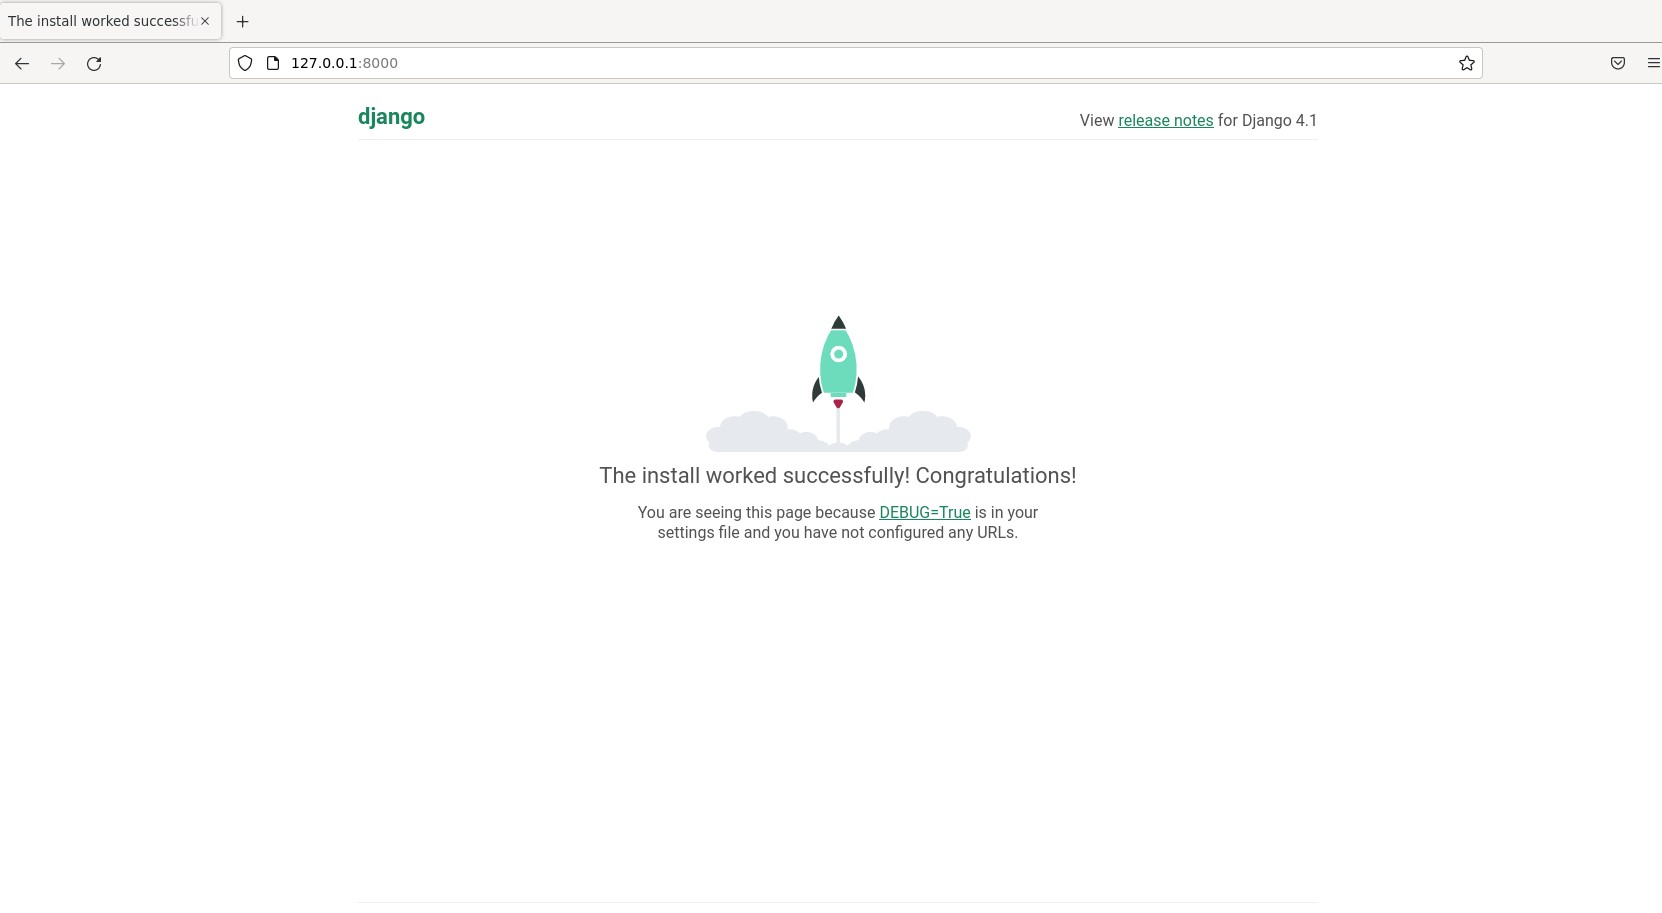 The install worked successfu
127.0.0.1:8000
django
View release notes for Django 4.1
The install worked successfully! Congratulations!
You are seeing this page because DEBUG=True is in your
settings file and you have not configured any URLs.